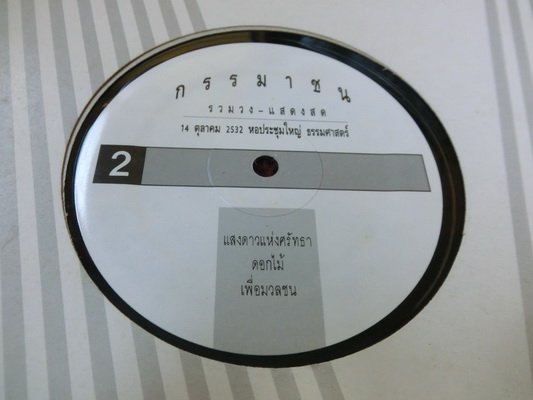 กรรมาชน
รวมวง-แสดงสด
14 ตุลาคม 2532 หอประชุมใหญ่ ธรรมศาสตร์
2
แสงดาวแห่งศรัทธา
ดอกไม้
เพื่อมวลชน